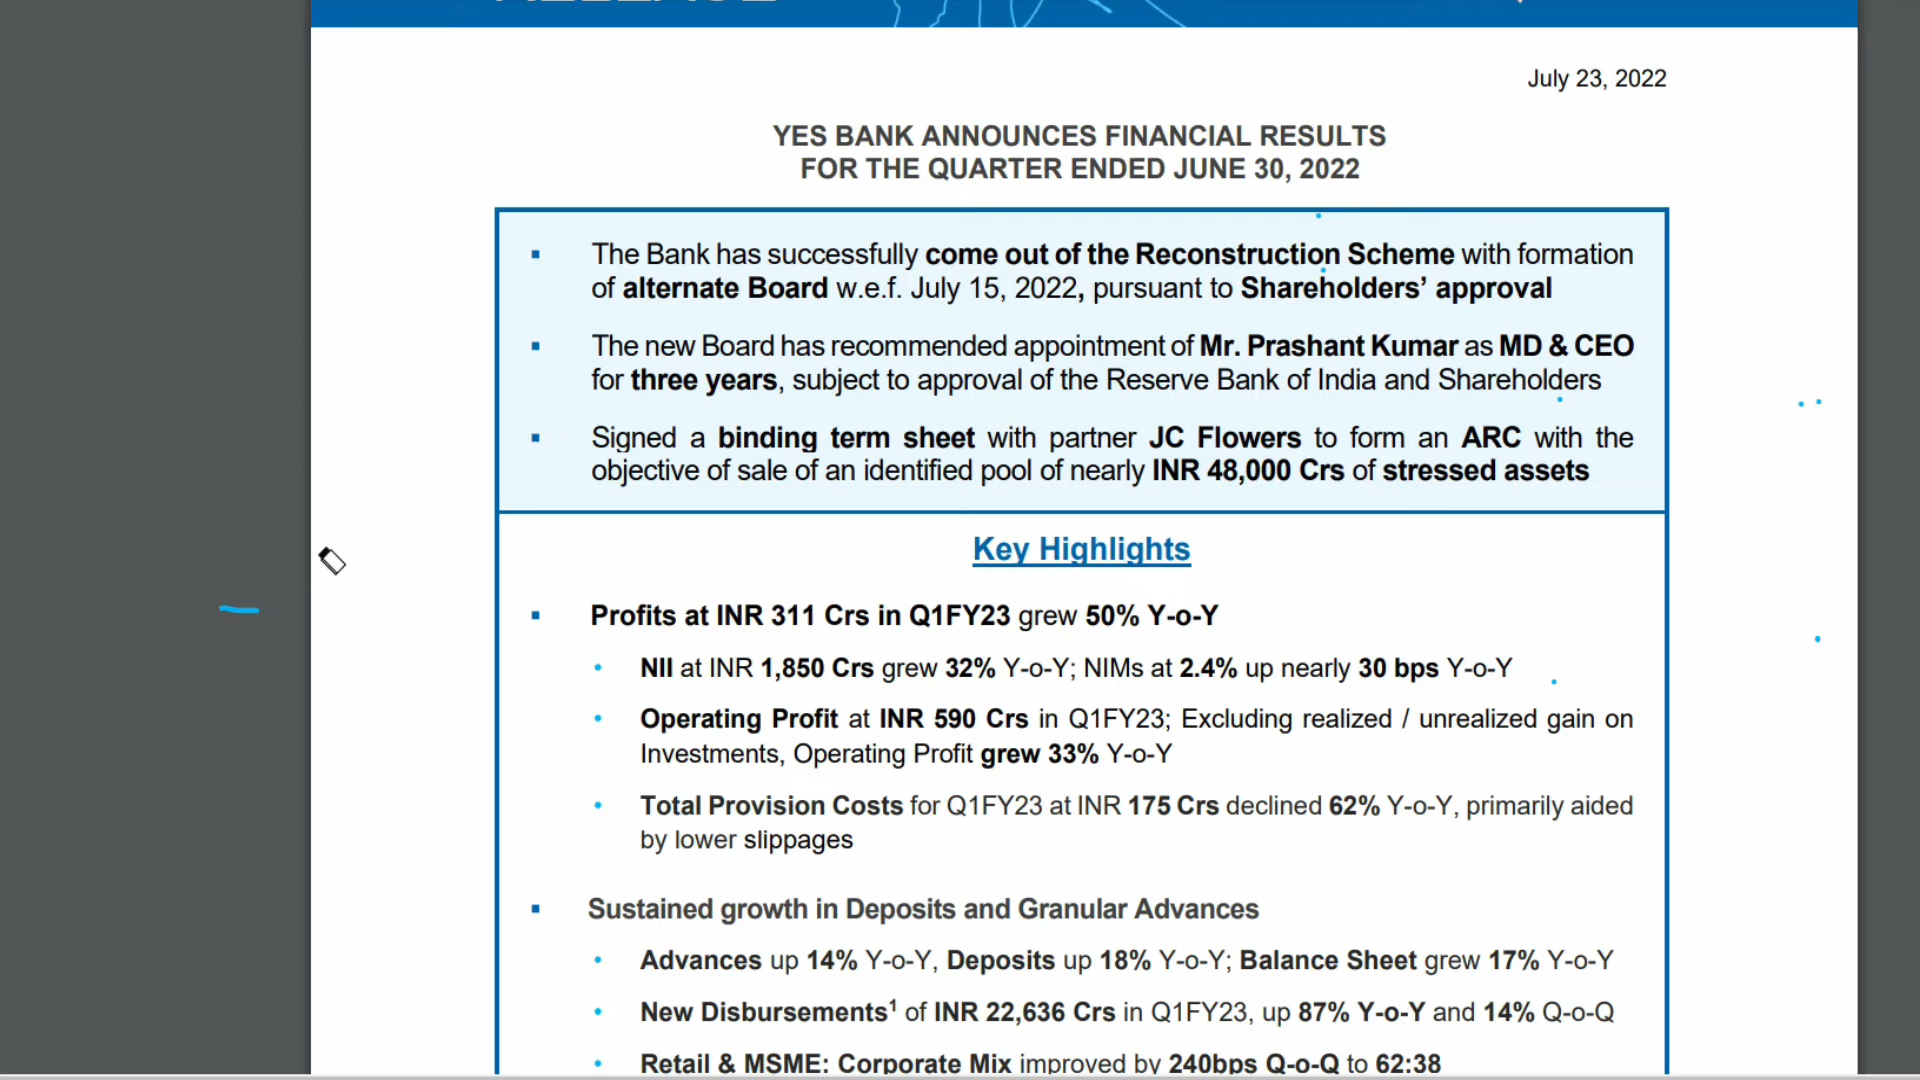 July 23, 2022
YES BANK ANNOUNCES FINANCIAL RESULTS
FOR THE QUARTER ENDED JUNE 30, 2022
▪ The Bank has successfully come out of the Reconstruction Scheme with formation
of alternate Board w.e.f. July 15, 2022, pursuant to Shareholders’ approval
▪ The new Board has recommended appointment of Mr. Prashant Kumar as MD & CEO
for three years, subject to approval of the Reserve Bank of India and Shareholders
▪ Signed a binding term sheet with partner JC Flowers to form an ARC with the
objective of sale of an identified pool of nearly INR 48,000 Crs of stressed assets
Key Highlights
▪ Profits at INR 311 Crs in Q1FY23 grew 50% Y-o-Y
• NII at INR 1,850 Crs grew 32% Y-o-Y; NIMs at 2.4% up nearly 30 bps Y-o-Y
• Operating Profit at INR 590 Crs in Q1FY23; Excluding realized / unrealized gain on
Investments, Operating Profit grew 33% Y-o-Y
• Total Provision Costs for Q1FY23 at INR 175 Crs declined 62% Y-o-Y, primarily aided
by lower slippages
▪ Sustained growth in Deposits and Granular Advances
• Advances up 14% Y-o-Y, Deposits up 18% Y-o-Y; Balance Sheet grew 17% Y-o-Y
• New Disbursements¹ of INR 22,636 Crs in Q1FY23, up 87% Y-o-Y and 14% Q-o-Q
• Retail & MSME: Corporate Mix improved by 240bps Q-o-Q to 62:38